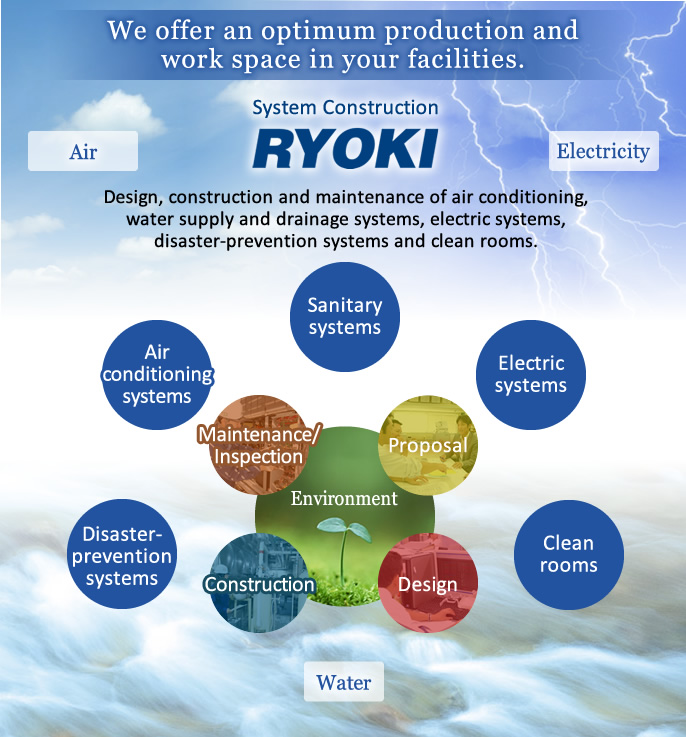 We offer an optimum production and
work space in your facilities.
System Construction
RYOKI
Air
Electricity
Design, construction and maintenance of air conditioning,
water supply and drainage systems, electric systems,
disaster-prevention systems and clean rooms.
Sanitary
systems
Air
conditioning
systems
Electric
systems
Maintenance/
Inspection
Proposal
Environment
Disaster-
prevention
systems
Clean
rooms
Construction
Design
Water